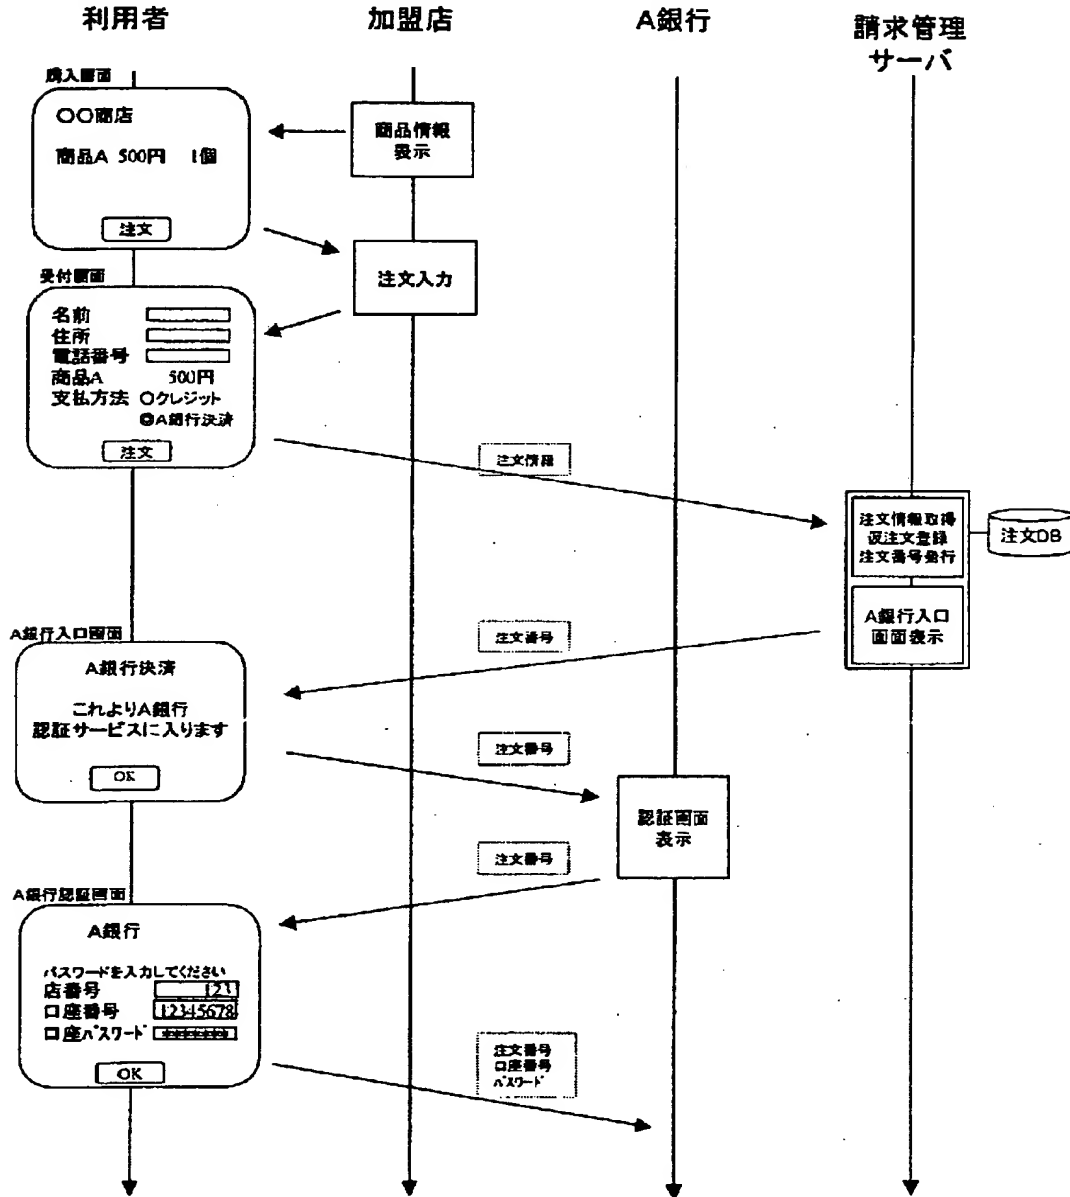 利用者
加盟店
A銀行
請求管理
サーバ
購入画面
〇〇商店
商品A 500円 1個
注文
商品情報
表示
注文入力
受付画面
名前
住所
電話番号
商品A 500円
支払方法 〇クレジット
◎A銀行決済
注文
注文情報
注文情報取得
仮注文登録
注文番号発行
注文DB
A銀行入口
画面表示
注文番号
A銀行入口画面
A銀行決済
これよりA銀行
認証サービスに入ります
OK
注文番号
認証画面
表示
注文番号
A銀行認証画面
A銀行
パスワードを入力してください
店番号 123
口座番号 12345678
口座パスワード ********
OK
注文番号
口座番号
パスワード